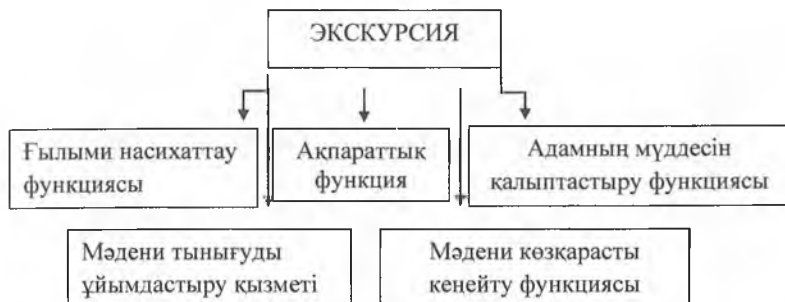 ЭКСКУРСИЯ
Ғылыми насихаттау
функциясы
Ақпараттық
функция
Адамның мүддесін
қалыптастыру функциясы
Мәдени тынығуды
ұйымдастыру қызметі
Мәдени көзқарасты
кеңейту функциясы